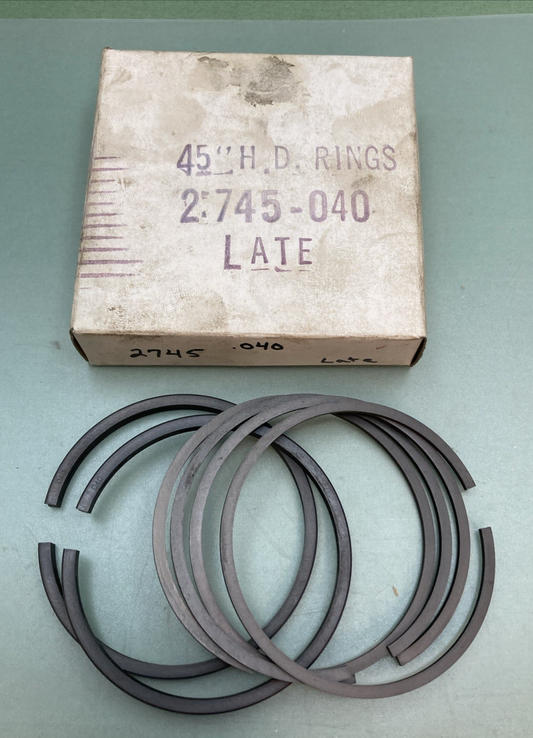 45" H.D. RINGS
2745-040
LATE
2745 .040 Late